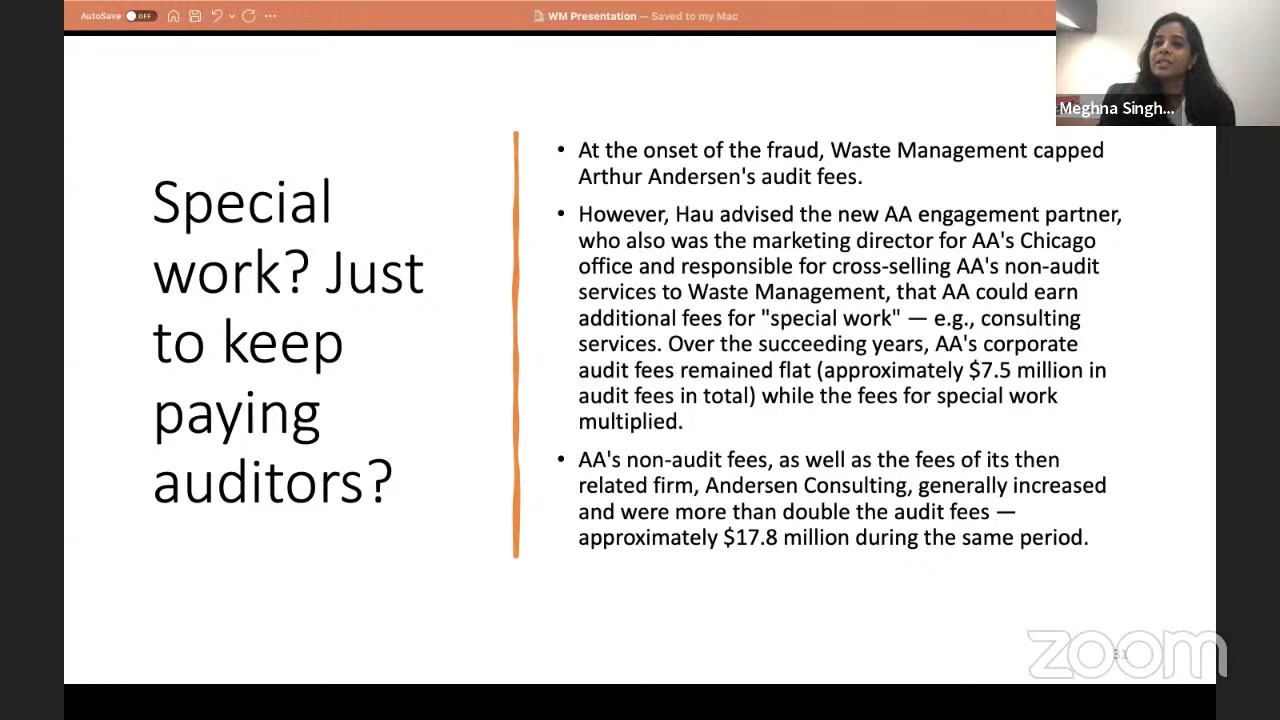 AutoSave OFF
WM Presentation — Saved to my Mac
Meghna Singh...
Special
work? Just
to keep
paying
auditors?
• At the onset of the fraud, Waste Management capped
Arthur Andersen's audit fees.
• However, Hau advised the new AA engagement partner,
who also was the marketing director for AA's Chicago
office and responsible for cross-selling AA's non-audit
services to Waste Management, that AA could earn
additional fees for "special work" — e.g., consulting
services. Over the succeeding years, AA's corporate
audit fees remained flat (approximately $7.5 million in
audit fees in total) while the fees for special work
multiplied.
• AA's non-audit fees, as well as the fees of its then
related firm, Andersen Consulting, generally increased
and were more than double the audit fees —
approximately $17.8 million during the same period.
zoom